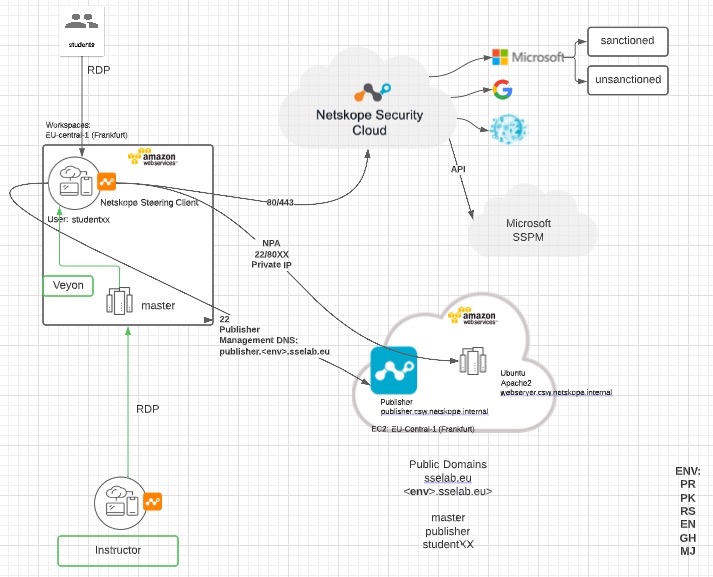 students
RDP
Workspaces:
EU-central-1 (Frankfurt)
amazon
webservices
Netskope Steering Client
User: studentxx
Veyon
master
RDP
Instructor
Netskope Security
Cloud
80/443
NPA
22/80XX
Private IP
22
Publisher
Management DNS:
publisher.<env>.sselab.eu
Microsoft
sanctioned
unsanctioned
API
Microsoft
SSPM
amazon
webservices
Ubuntu
Apache2
webserver.csw.netskope.internal
Publisher
publisher.csw.netskope.internal
EC2: EU-Central-1 (Frankfurt)
Public Domains
sselab.eu
<env>.sselab.eu>
master
publisher
studentXX
ENV:
PR
PK
RS
EN
GH
MJ